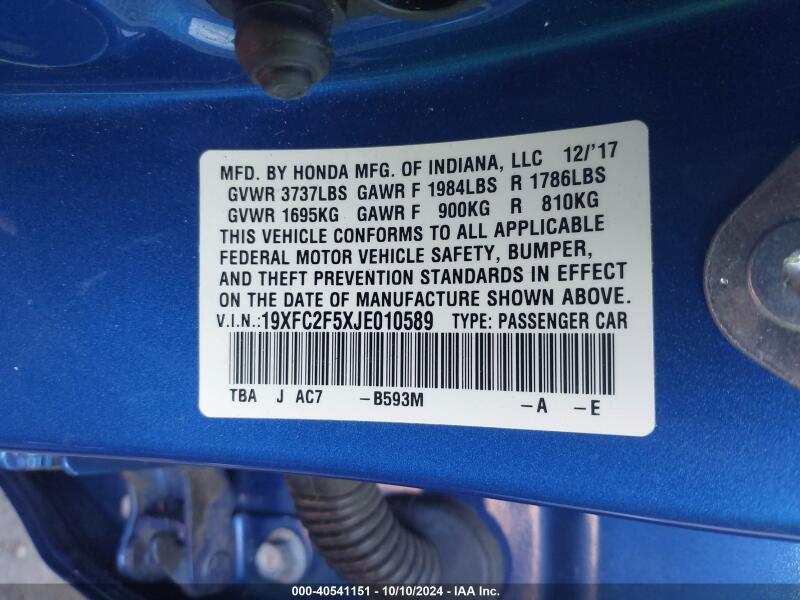 MFD. BY HONDA MFG. OF INDIANA, LLC 12/'17
GVWR 3737LBS GAWR F 1984LBS R 1786LBS
GVWR 1695KG GAWR F 900KG R 810KG
THIS VEHICLE CONFORMS TO ALL APPLICABLE
FEDERAL MOTOR VEHICLE SAFETY, BUMPER,
AND THEFT PREVENTION STANDARDS IN EFFECT
ON THE DATE OF MANUFACTURE SHOWN ABOVE.
V.I.N.:19XFC2F5XJE010589 TYPE: PASSENGER CAR
TBA J AC7 -B593M -A -E
000-40541151 - 10/10/2024 - IAA Inc.